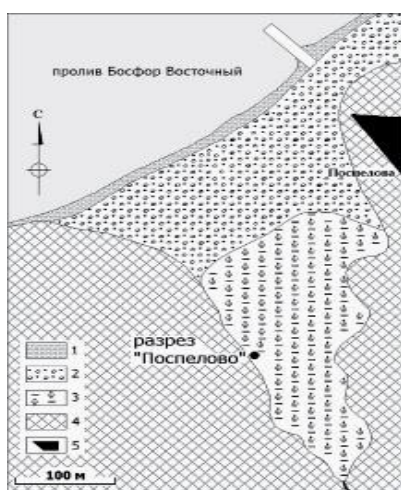 пролив Босфор Восточный
С
Поспелова
разрез
"Поспелово"
1
2
3
4
5
100 м